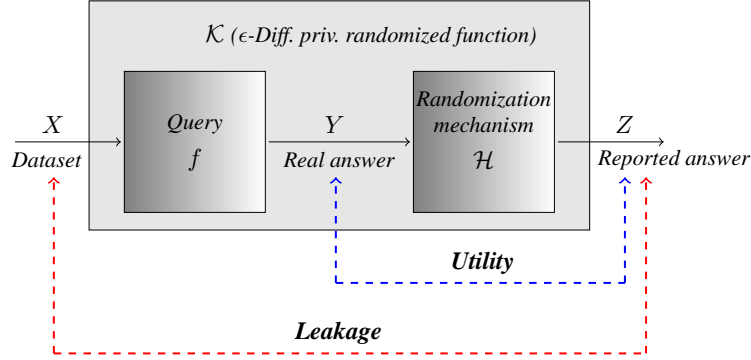 𝒦 (ϵ-Diff. priv. randomized function)
Query
f
Randomization
mechanism
ℋ
X
Dataset
Y
Real answer
Z
Reported answer
Utility
Leakage